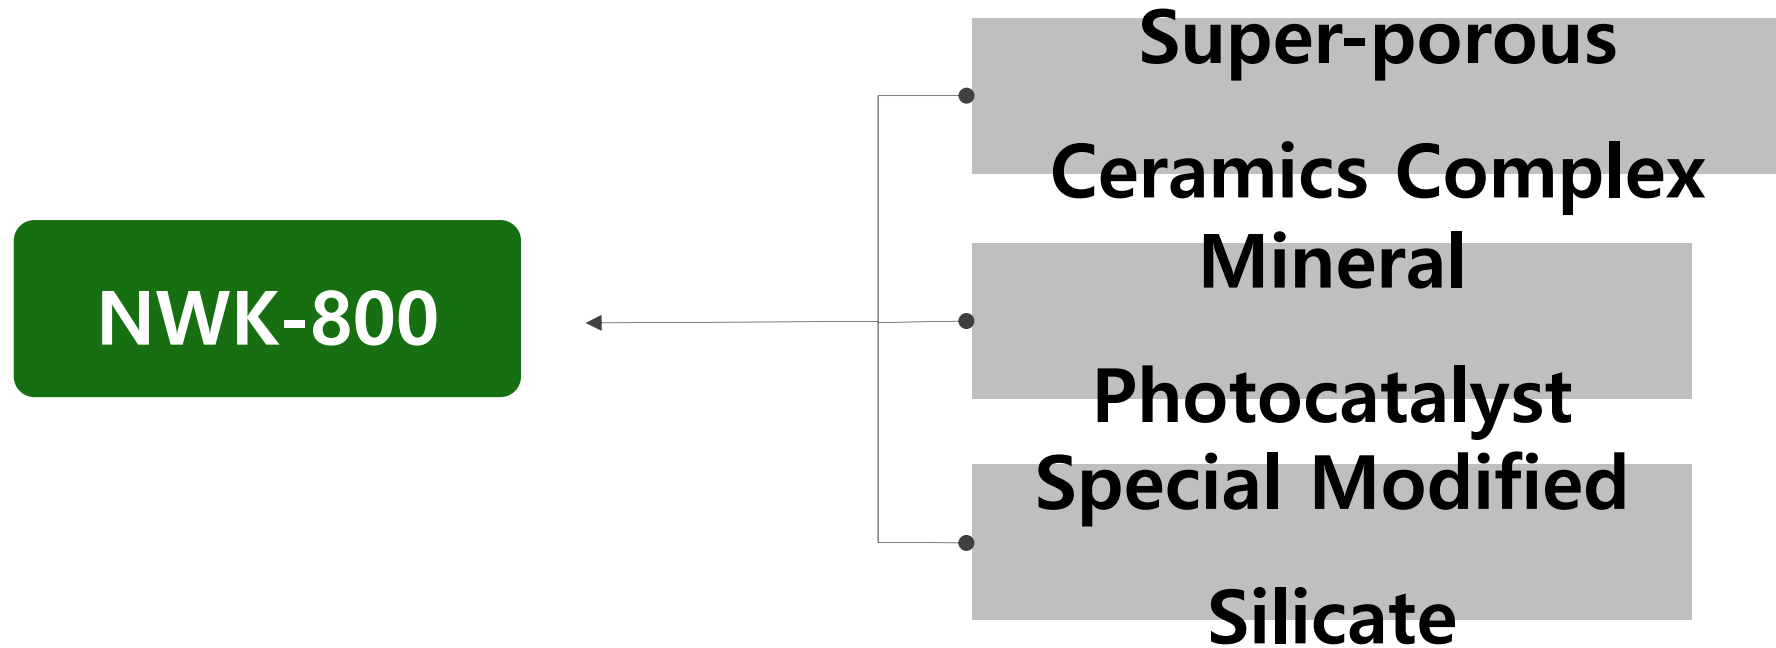 NWK-800
Super-porous
Ceramics Complex
Mineral
Photocatalyst
Special Modified
Silicate